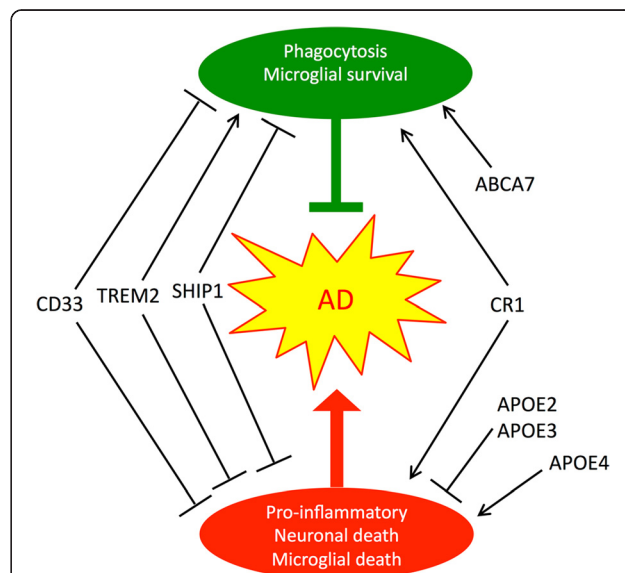 Phagocytosis
Microglial survival
ABCA7
CD33
TREM2
SHIP1
AD
CR1
APOE2
APOE3
APOE4
Pro-inflammatory
Neuronal death
Microglial death